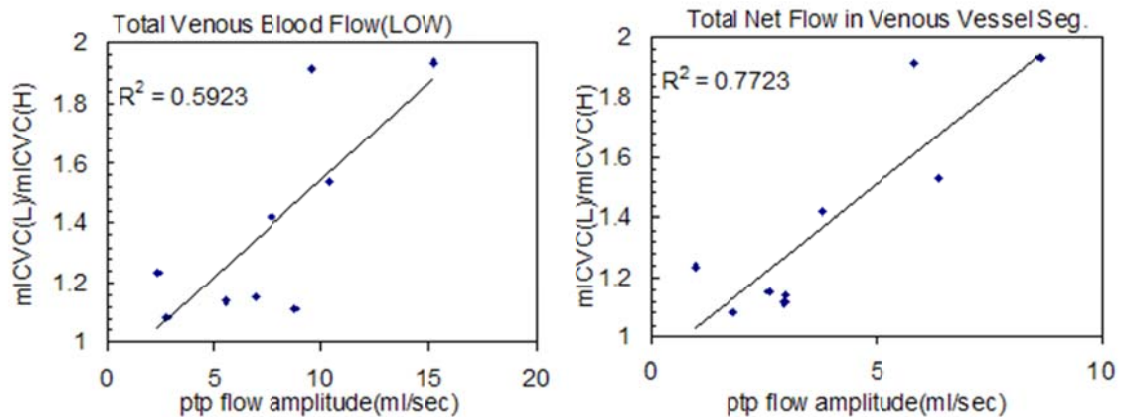 Total Venous Blood Flow(LOW)
2
1.8
1.6
1.4
1.2
1
R² = 0.5923
mICVC(L)/mICVC(H)
0 5 10 15 20
ptp flow amplitude(ml/sec)
Total Net Flow in Venous Vessel Seg.
2
1.8
1.6
1.4
1.2
1
R² = 0.7723
mICVC(L)/mICVC(H)
0 5 10
ptp flow amplitude(ml/sec)